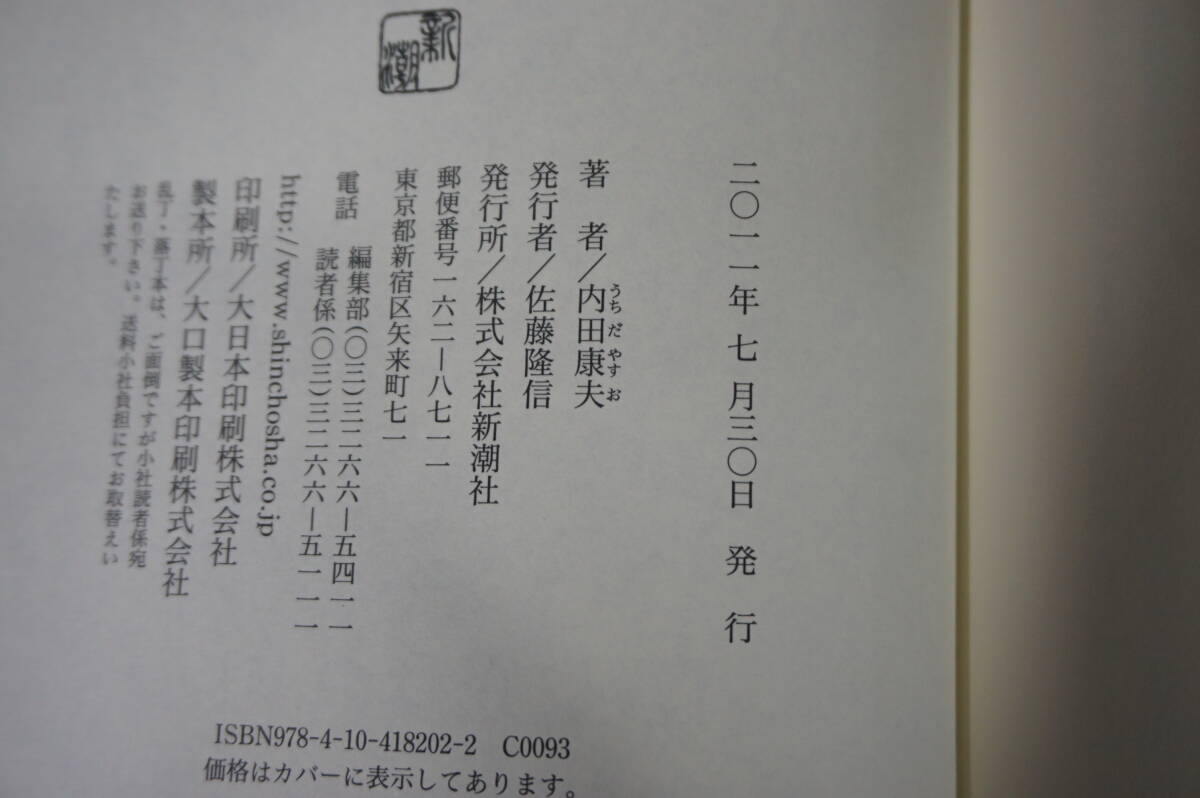 新潮
二〇一一年 七 月三〇日 発 行
著 者/内田康夫
うち だ やす お
発行者/佐藤隆信
発行所/株式会社新潮社
郵便番号一六二―八七一一
東京都新宿区矢来町七一
電話 編集部(〇三)三二六六―五四一一
読者係(〇三)三二六六―五一一一
http://www.shinchosha.co.jp
印刷所/大日本印刷株式会社
製本所/大口製本印刷株式会社
乱丁・落丁本は、ご面倒ですが小社読者係宛
お送り下さい。送料小社負担にてお取替えい
たします。
ISBN978-4-10-418202-2 C0093
価格はカバーに表示してあります。